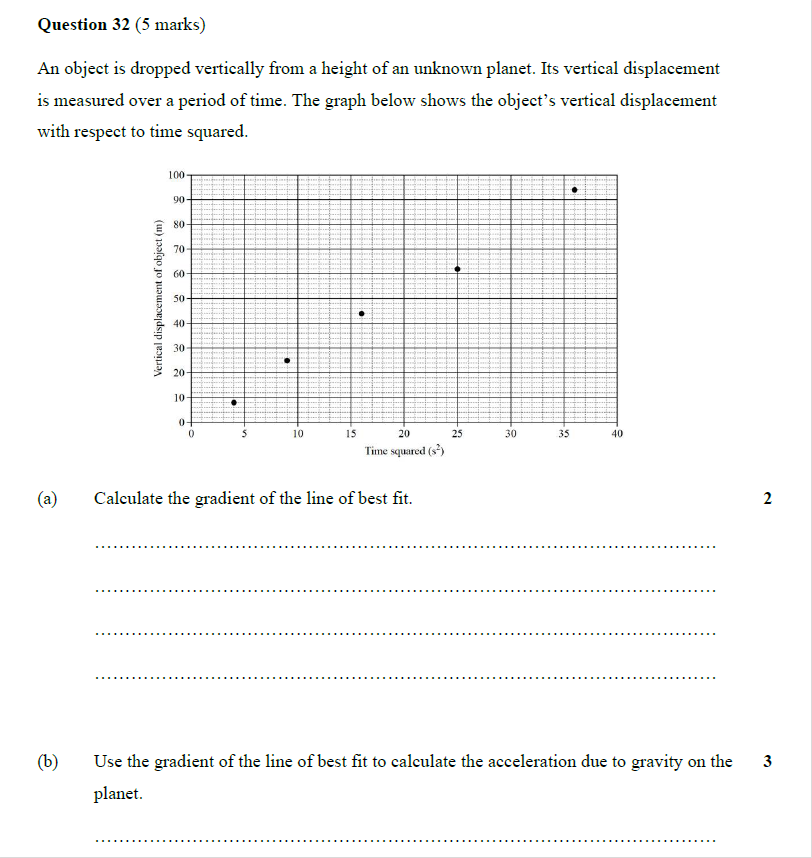 Question 32 (5 marks)
An object is dropped vertically from a height of an unknown planet. Its vertical displacement
is measured over a period of time. The graph below shows the object’s vertical displacement
with respect to time squared.
Vertical displacement of object (m)
100
90
80
70
60
50
40
30
20
10
0
0 5 10 15 20 25 30 35 40
Time squared (s²)
(a) Calculate the gradient of the line of best fit. 2
(b) Use the gradient of the line of best fit to calculate the acceleration due to gravity on the 3
planet.